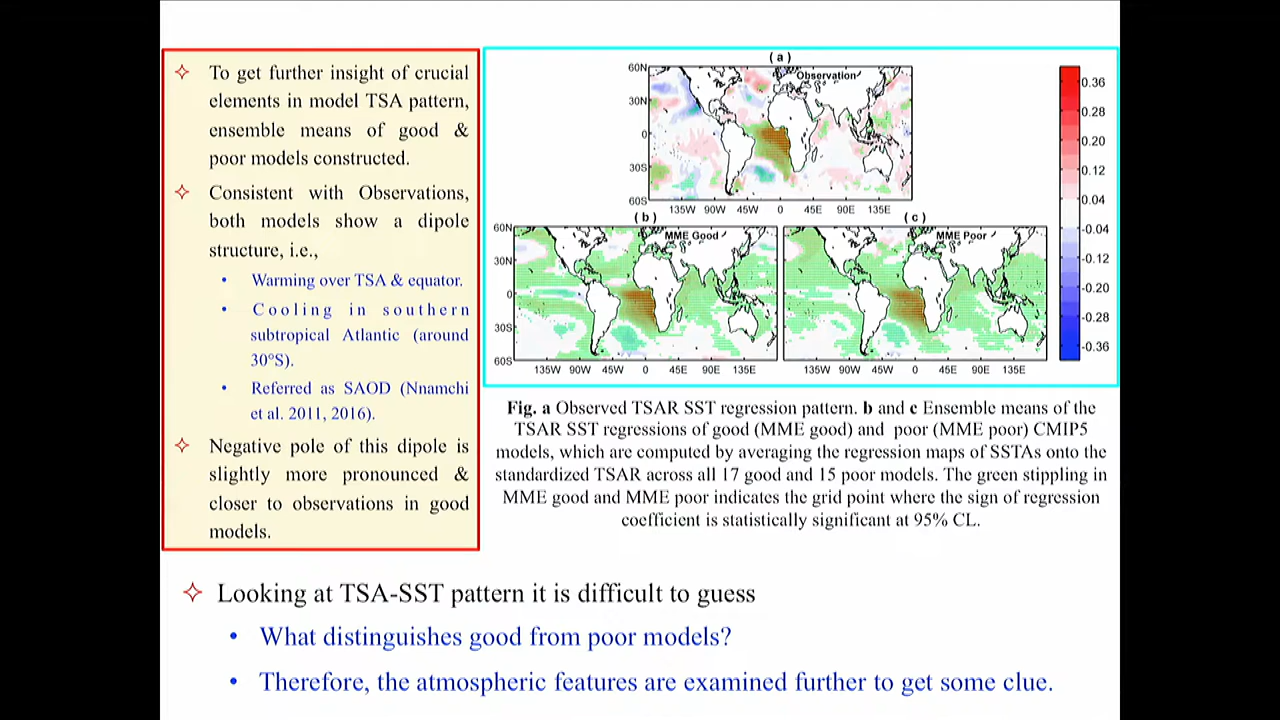 ✧ To get further insight of crucial
elements in model TSA pattern,
ensemble means of good &
poor models constructed.
✧ Consistent with Observations,
both models show a dipole
structure, i.e.,
• Warming over TSA & equator.
• Cooling in southern
subtropical Atlantic (around
30°S).
• Referred as SAOD (Nnamchi
et al. 2011, 2016).
✧ Negative pole of this dipole is
slightly more pronounced &
closer to observations in good
models.
( a )
Observation
60N
30N
0
30S
60S
135W 90W 45W 0 45E 90E 135E
( b )
MME Good
60N
30N
0
30S
60S
135W 90W 45W 0 45E 90E 135E
( c )
MME Poor
135W 90W 45W 0 45E 90E 135E
0.36
0.28
0.20
0.12
0.04
-0.04
-0.12
-0.20
-0.28
-0.36
Fig. a Observed TSAR SST regression pattern. b and c Ensemble means of the
TSAR SST regressions of good (MME good) and poor (MME poor) CMIP5
models, which are computed by averaging the regression maps of SSTAs onto the
standardized TSAR across all 17 good and 15 poor models. The green stippling in
MME good and MME poor indicates the grid point where the sign of regression
coefficient is statistically significant at 95% CL.
✧ Looking at TSA-SST pattern it is difficult to guess
• What distinguishes good from poor models?
• Therefore, the atmospheric features are examined further to get some clue.